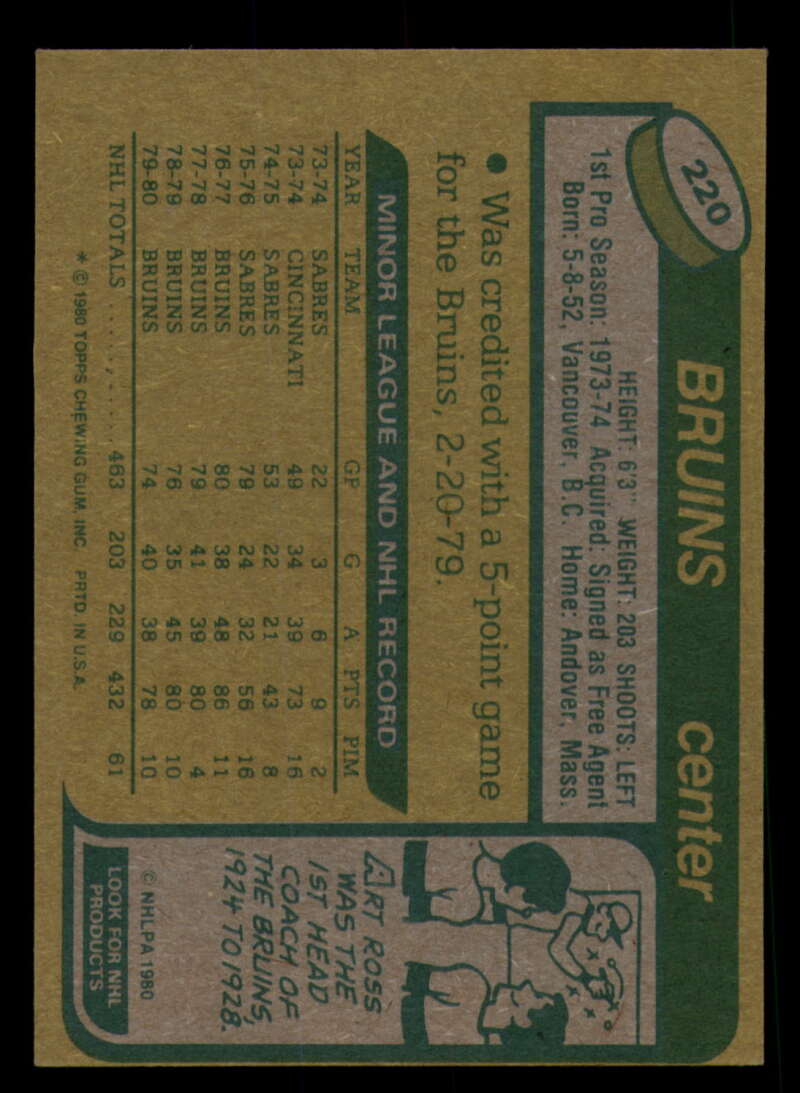 220
BRUINS center
HEIGHT: 6'3" WEIGHT: 203 SHOOTS: LEFT
1st Pro Season: 1973-74 Acquired: Signed as Free Agent
Born: 5-8-52, Vancouver, B.C. Home: Andover, Mass.
● Was credited with a 5-point game
for the Bruins, 2-20-79.
MINOR LEAGUE AND NHL RECORD
YEAR TEAM GP G A PTS PIM
73-74 SABRES 22 3 6 9 2
73-74 CINCINNATI 49 34 39 73 16
74-75 SABRES 53 22 21 43 8
75-76 SABRES 79 24 32 56 16
76-77 BRUINS 80 38 48 86 11
77-78 BRUINS 79 41 39 80 4
78-79 BRUINS 76 35 45 80 10
79-80 BRUINS 74 40 38 78 10
NHL TOTALS .......... 463 203 229 432 61
* © 1980 TOPPS CHEWING GUM, INC. PRTD. IN U.S.A.
ART ROSS
WAS THE
1ST HEAD
COACH OF
THE BRUINS,
1924 TO 1928.
© NHLPA 1980
LOOK FOR NHL
PRODUCTS